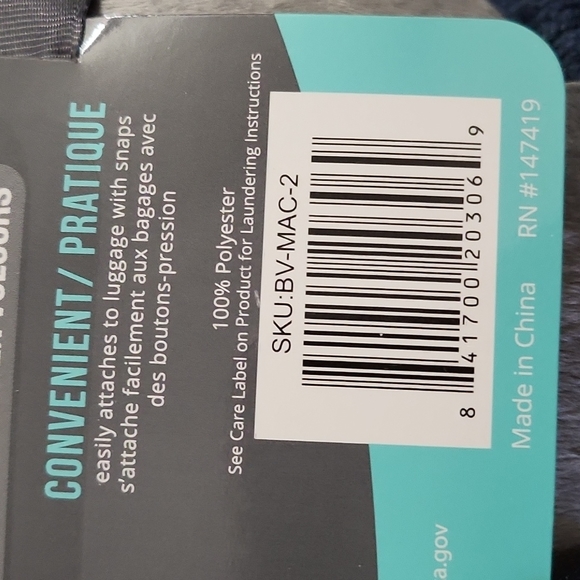 CONVENIENT/ PRATIQUE
easily attaches to luggage with snaps
s'attache facilement aux bagages avec
des boutons-pression
100% Polyester
See Care Label on Product for Laundering Instructions
SKU:BV-MAC-2
8 41700 20306 9
Made in China RN #147419
a.gov